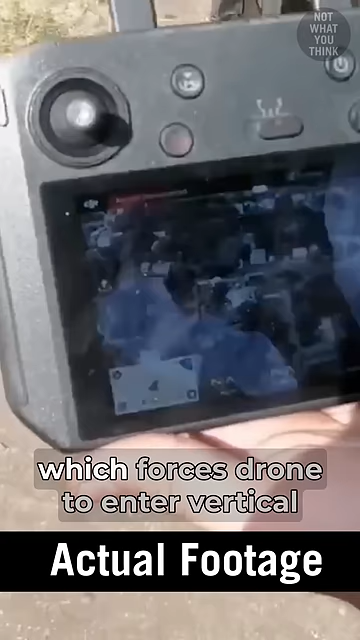 NOT
WHAT
YOU
THINK
which forces drone
to enter vertical
Actual Footage